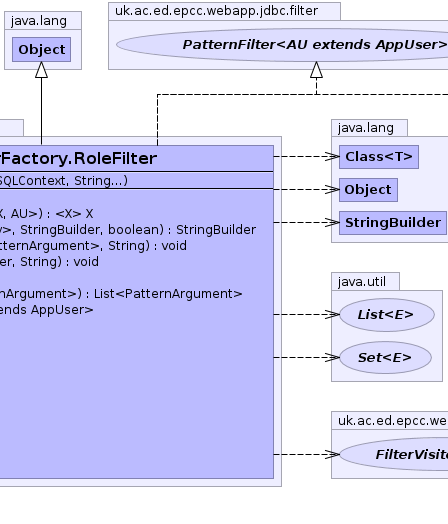 java.lang
Object
uk.ac.ed.epcc.webapp.jdbc.filter
PatternFilter<AU extends AppUser>
rFactory.RoleFilter
SQLContext, String...)
X, AU>) : <X> X
>, StringBuilder, boolean) : StringBuilder
atternArgument>, String) : void
er, String) : void
nArgument>) : List<PatternArgument>
ends AppUser>
java.lang
Class<T>
Object
StringBuilder
java.util
List<E>
Set<E>
uk.ac.ed.epcc.we
FilterVisito